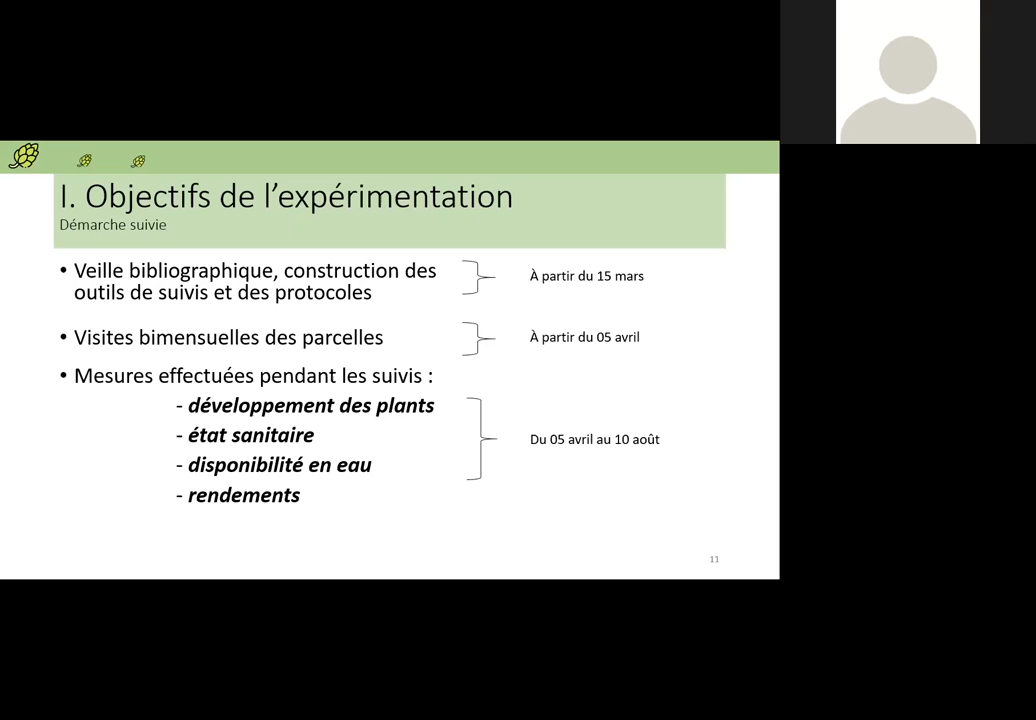 I. Objectifs de l’expérimentation
Démarche suivie
• Veille bibliographique, construction des
outils de suivis et des protocoles
À partir du 15 mars
• Visites bimensuelles des parcelles
À partir du 05 avril
• Mesures effectuées pendant les suivis :
- développement des plants
- état sanitaire
- disponibilité en eau
- rendements
Du 05 avril au 10 août
11